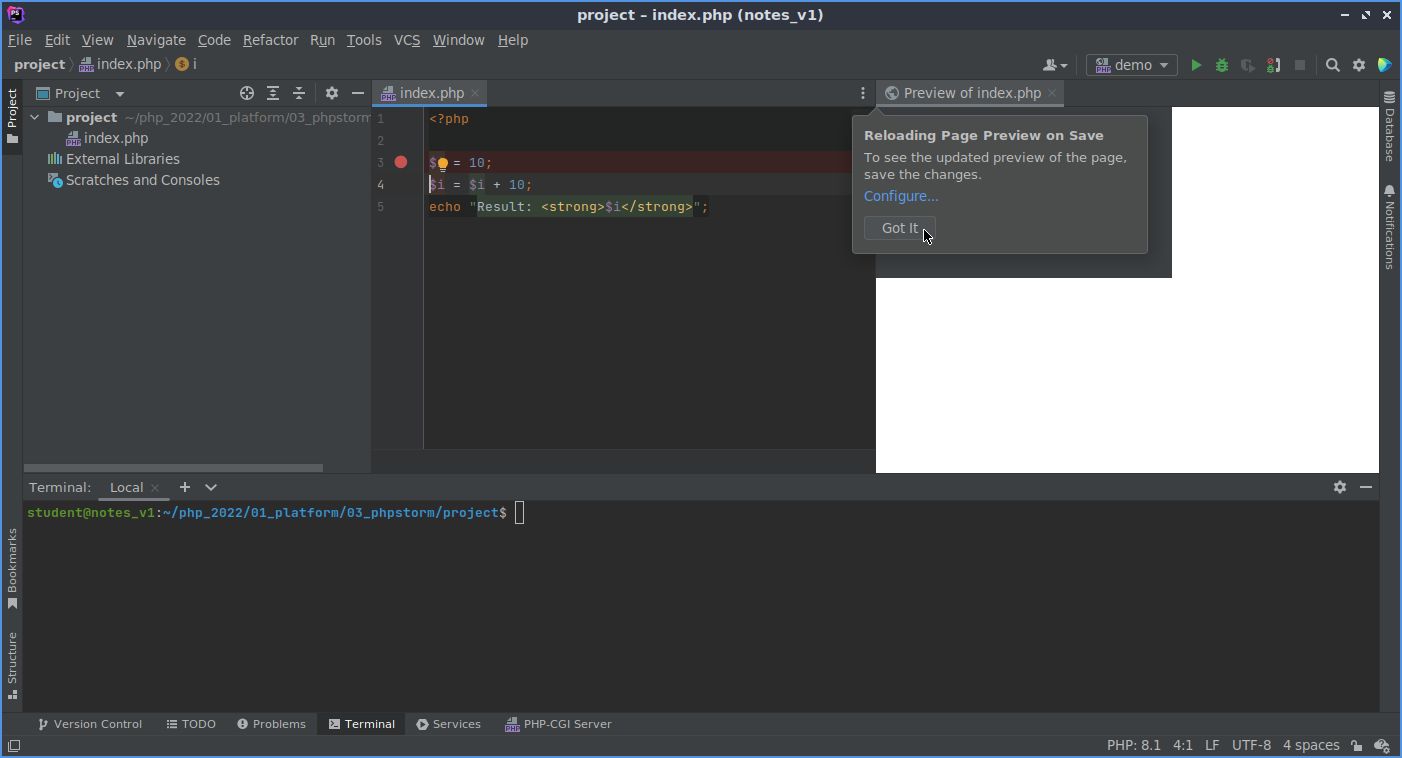 PS
project – index.php (notes_v1)
File Edit View Navigate Code Refactor Run Tools VCS Window Help
project index.php $ i
demo
Project
Project
index.php
Preview of index.php
project ~/php_2022/01_platform/03_phpstorm
index.php
External Libraries
Scratches and Consoles
1 <?php
2
3 $ = 10;
4 $i = $i + 10;
5 echo "Result: <strong>$i</strong>";
Reloading Page Preview on Save
To see the updated preview of the page,
save the changes.
Configure...
Got It
Database
Notifications
Terminal: Local
student@notes_v1:~/php_2022/01_platform/03_phpstorm/project$
Bookmarks
Structure
Version Control TODO Problems Terminal Services PHP-CGI Server
PHP: 8.1 4:1 LF UTF-8 4 spaces